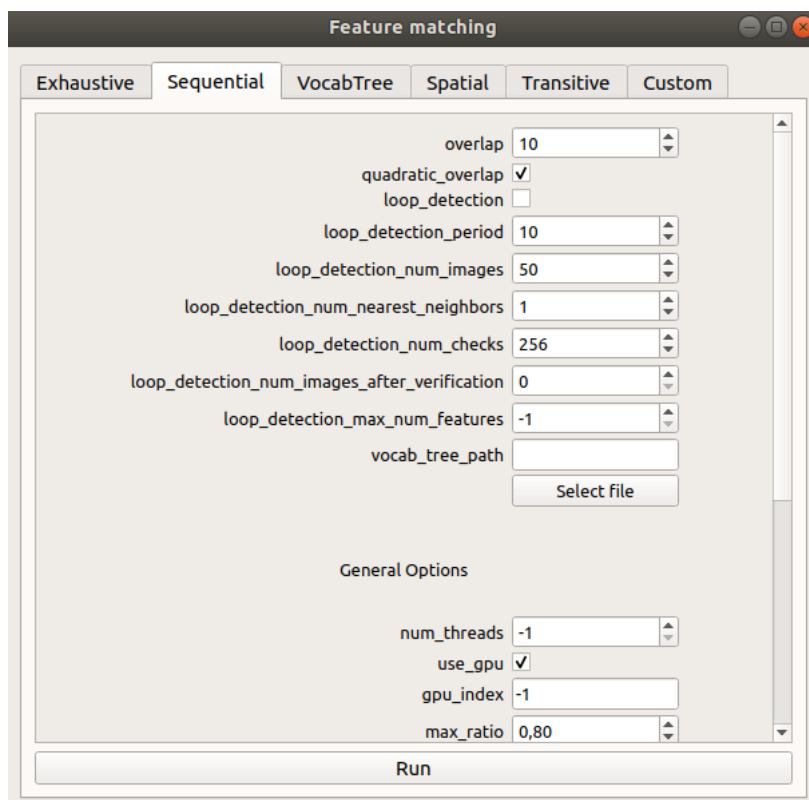 Feature matching
Exhaustive Sequential VocabTree Spatial Transitive Custom
overlap 10
quadratic_overlap
loop_detection
loop_detection_period 10
loop_detection_num_images 50
loop_detection_num_nearest_neighbors 1
loop_detection_num_checks 256
loop_detection_num_images_after_verification 0
loop_detection_max_num_features -1
vocab_tree_path
Select file
General Options
num_threads -1
use_gpu
gpu_index -1
max_ratio 0,80
Run